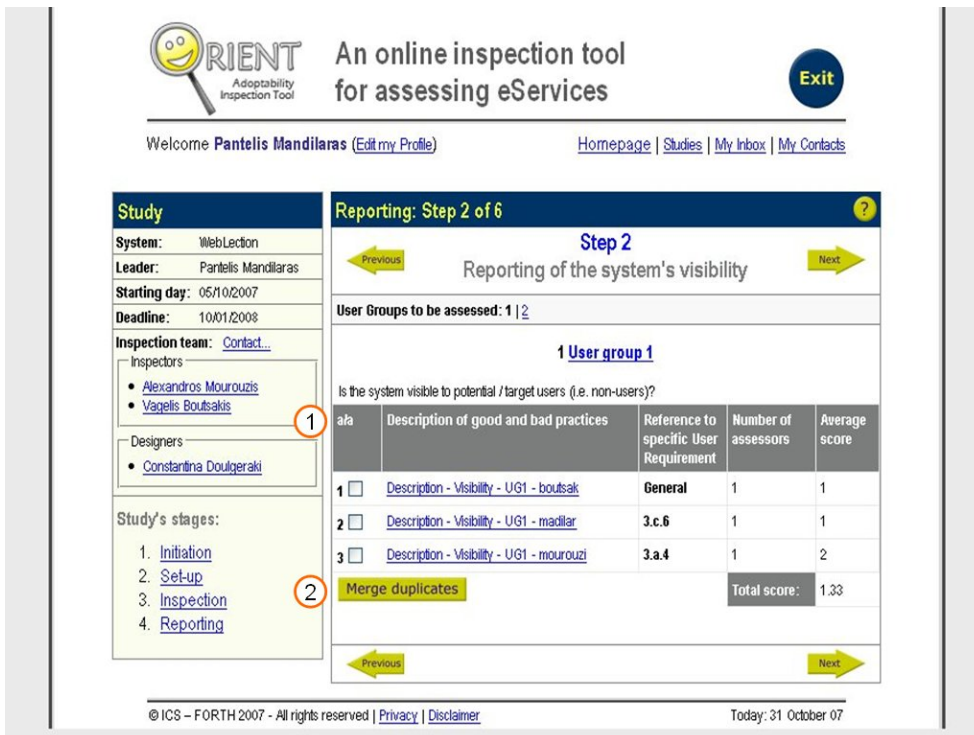 ORIENT
Adoptability
Inspection Tool
An online inspection tool
for assessing eServices
Exit
Welcome Pantelis Mandilaras (Edit my Profile)
Homepage | Studies | My Inbox | My Contacts
Study
System: WebLection
Leader: Pantelis Mandilaras
Starting day: 05/10/2007
Deadline: 10/01/2008
Inspection team: Contact...
Inspectors
• Alexandros Mourouzis
• Vagelis Boutsakis
Designers
• Constantina Doulgeraki
Study's stages:
1. Initiation
2. Set-up
3. Inspection
4. Reporting
Reporting: Step 2 of 6
?
Previous
Step 2
Reporting of the system's visibility
Next
User Groups to be assessed: 1 | 2
1 User group 1
Is the system visible to potential / target users (i.e. non-users)?
1
a/a Description of good and bad practices Reference to specific User Requirement Number of assessors Average score
1 Description - Visibility - UG1 - boutsak General 1 1
2 Description - Visibility - UG1 - madilar 3.c.6 1 1
3 Description - Visibility - UG1 - mourouzi 3.a.4 1 2
2
Merge duplicates
Total score: 1.33
Previous
Next
© ICS – FORTH 2007 - All rights reserved | Privacy | Disclaimer
Today: 31 October 07